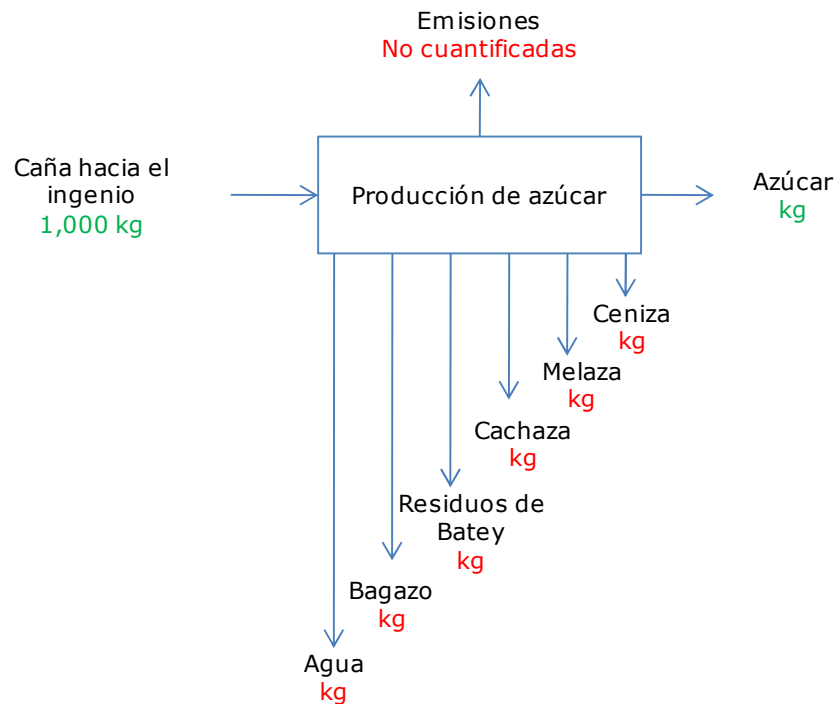 Emisiones
No cuantificadas
Caña hacia el
ingenio
1,000 kg
Producción de azúcar
Azúcar
kg
Ceniza
kg
Melaza
kg
Cachaza
kg
Residuos de
Batey
kg
Bagazo
kg
Agua
kg